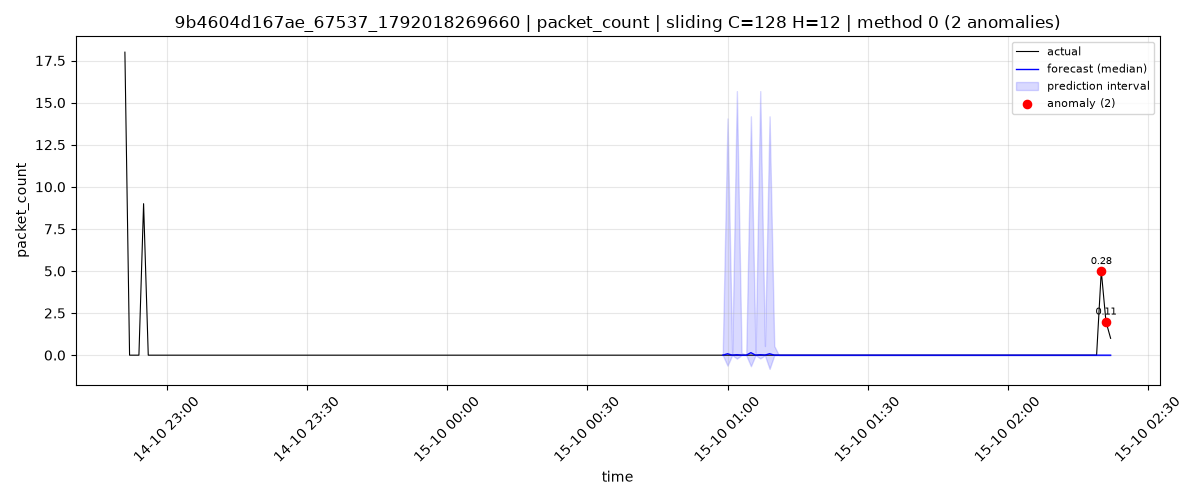 9b4604d167ae_67537_1792018269660 | packet_count | sliding C=128 H=12 | method 0 (2 anomalies)
actual
forecast (median)
prediction interval
anomaly (2)
packet_count
17.5
15.0
12.5
10.0
7.5
5.0
2.5
0.0
0.28
0.11
14-10 23:00
14-10 23:30
15-10 00:00
15-10 00:30
15-10 01:00
15-10 01:30
15-10 02:00
15-10 02:30
time